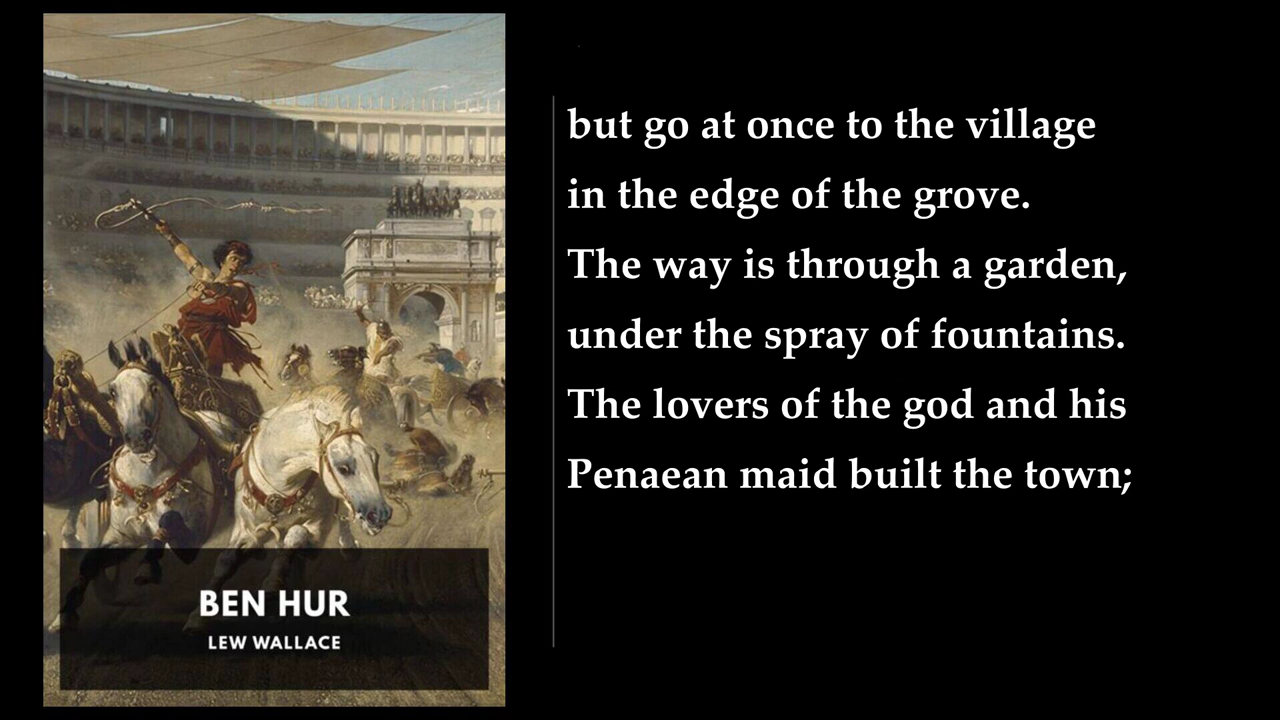 but go at once to the village
in the edge of the grove.
The way is through a garden,
under the spray of fountains.
The lovers of the god and his
Penaean maid built the town;
BEN HUR
LEW WALLACE